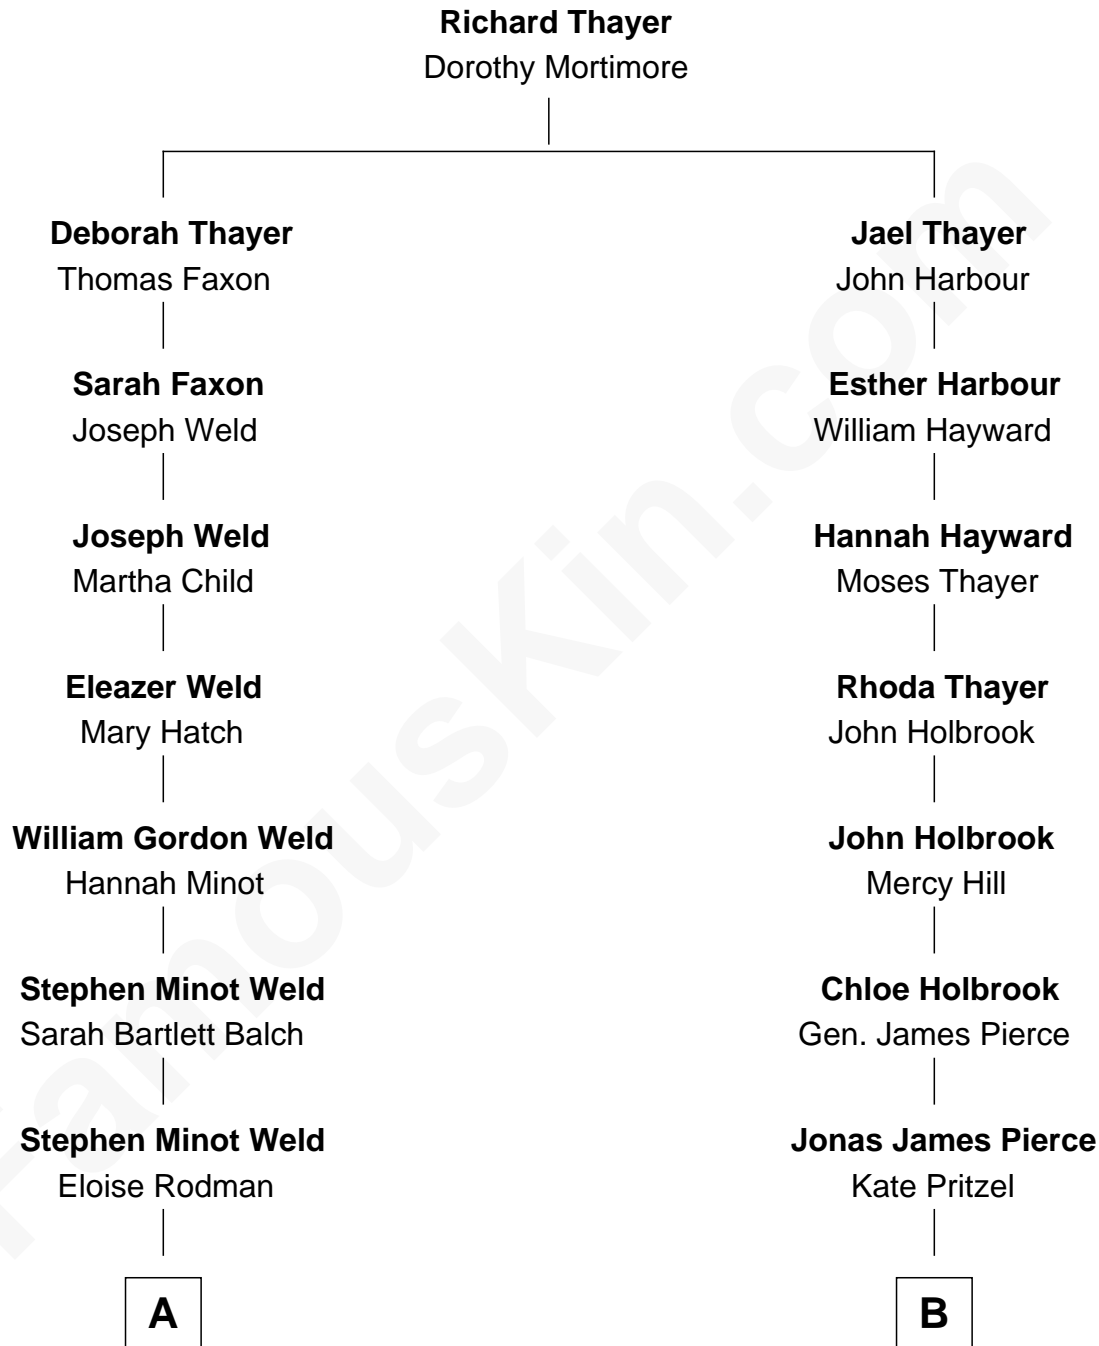 Richard Thayer
Dorothy Mortimore
Deborah Thayer
Thomas Faxon
Jael Thayer
John Harbour
Sarah Faxon
Joseph Weld
Esther Harbour
William Hayward
Joseph Weld
Martha Child
Hannah Hayward
Moses Thayer
Eleazer Weld
Mary Hatch
Rhoda Thayer
John Holbrook
William Gordon Weld
Hannah Minot
John Holbrook
Mercy Hill
Stephen Minot Weld
Sarah Bartlett Balch
Chloe Holbrook
Gen. James Pierce
Stephen Minot Weld
Eloise Rodman
Jonas James Pierce
Kate Pritzel
A
B
FamousKin.com